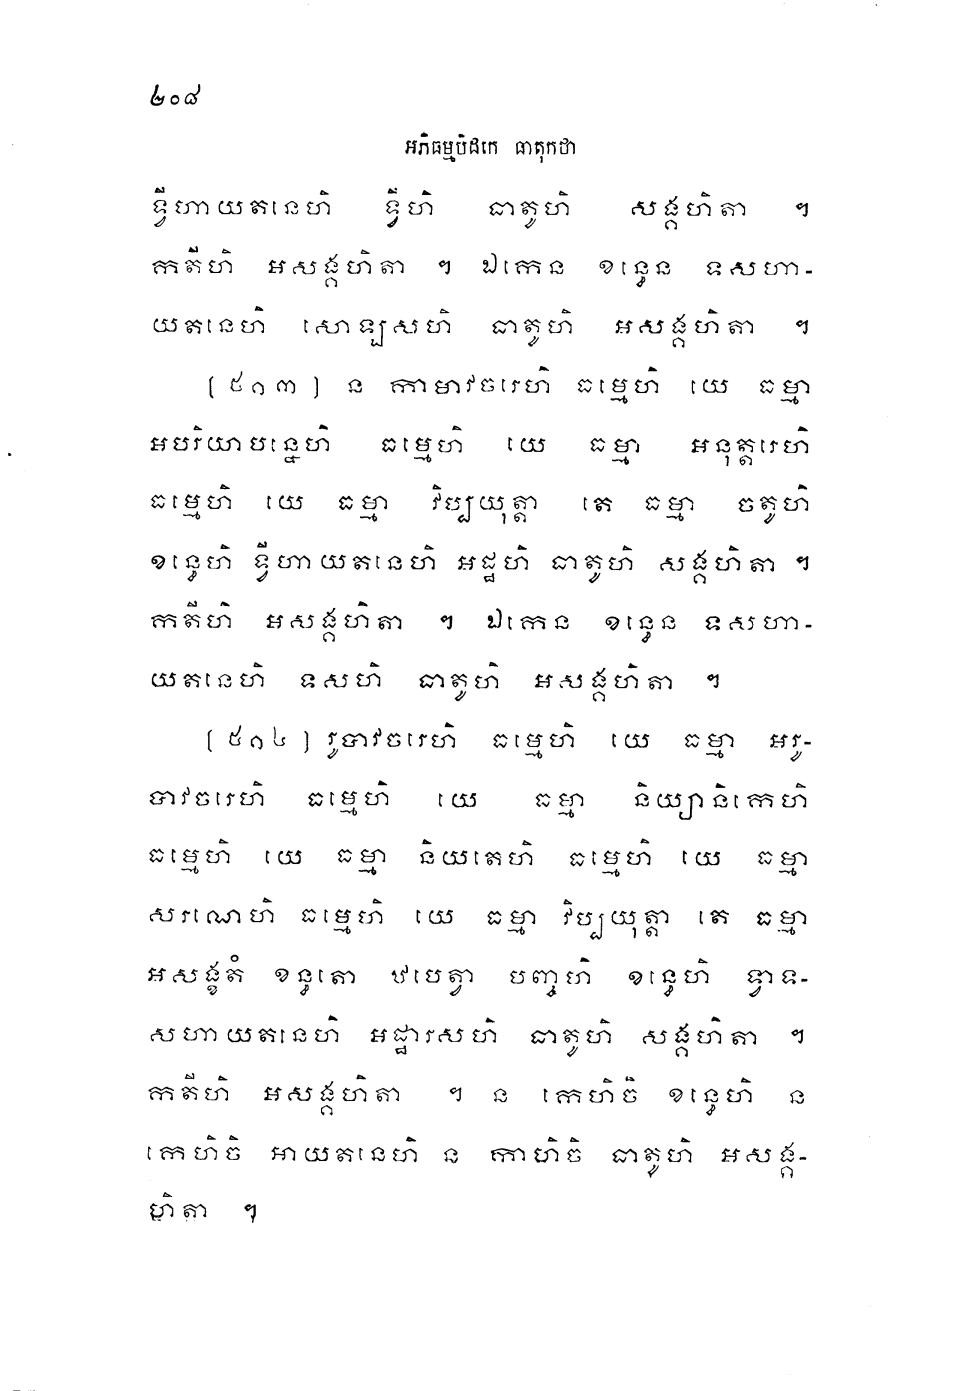 ២០៨
អភិធម្មបិដកេ ធាតុកថា
ទ្វីហាយតនេហិ ទ្វីហិ ធាតូហិ សង្គហិតា ។
កតីហិ អសង្គហិតា ។ ឯកេន ខន្ធេន ទសហា-
យតនេហិ សោឡសហិ ធាតូហិ អសង្គហិតា ។
[៥១៣] ន កាមាវចរេហិ ធម្មេហិ យេ ធម្មា
អបរិយាបន្នេហិ ធម្មេហិ យេ ធម្មា អនុត្តរេហិ
ធម្មេហិ យេ ធម្មា វិប្បយុត្តា តេ ធម្មា ចតូហិ
ខន្ធេហិ ទ្វីហាយតនេហិ អដ្ឋហិ ធាតូហិ សង្គហិតា ។
កតីហិ អសង្គហិតា ។ ឯកេន ខន្ធេន ទសហា-
យតនេហិ ទសហិ ធាតូហិ អសង្គហិតា ។
[៥១៤] រូបាវចរេហិ ធម្មេហិ យេ ធម្មា អរូ-
បាវចរេហិ ធម្មេហិ យេ ធម្មា និយ្យានិកេហិ
ធម្មេហិ យេ ធម្មា និយតេហិ ធម្មេហិ យេ ធម្មា
សរណេហិ ធម្មេហិ យេ ធម្មា វិប្បយុត្តា តេ ធម្មា
អសង្ខតំ ខន្ធតោ ឋបេត្វា បញ្ចហិ ខន្ធេហិ ទ្វាទ-
សហាយតនេហិ អដ្ឋារសហិ ធាតូហិ សង្គហិតា ។
កតីហិ អសង្គហិតា ។ ន កេហិចិ ខន្ធេហិ ន
កេហិចិ អាយតនេហិ ន កាហិចិ ធាតូហិ អសង្គ-
ហិតា ។